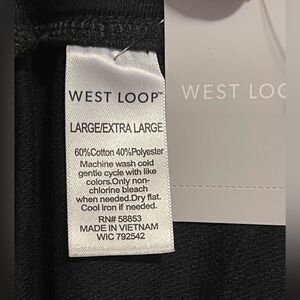 WEST LOOP™
LARGE/EXTRA LARGE
60%Cotton 40%Polyester
Machine wash cold
gentle cycle with like
colors.Only non-
chlorine bleach
when needed.Dry flat.
Cool iron if needed.
RN# 58853
MADE IN VIETNAM
WIC 792542
WEST LOO